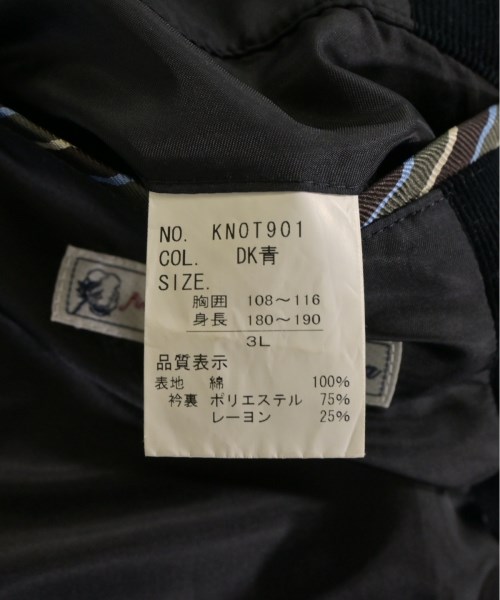 NO. KNOT901
COL. DK青
SIZE.
胸囲 108～116
身長 180～190
3L
品質表示
表地 綿 100%
衿裏 ポリエステル 75%
レーヨン 25%